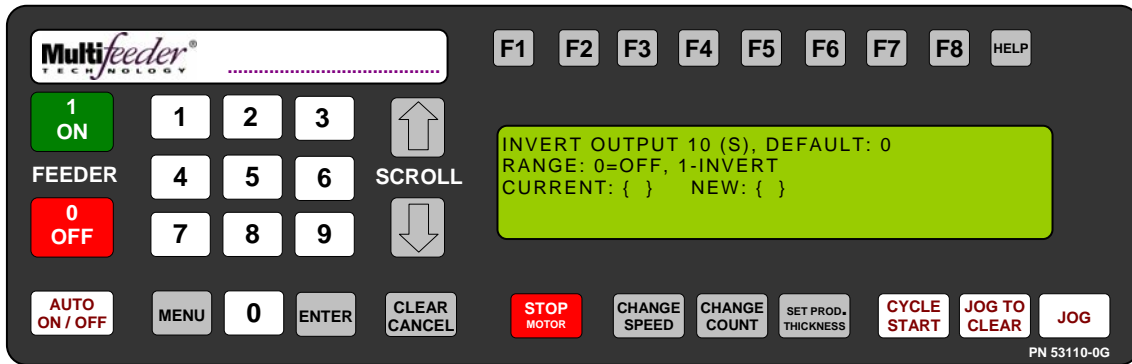 Multifeeder®
TECHNOLOGY
F1 F2 F3 F4 F5 F6 F7 F8 HELP
1
ON
FEEDER
0
OFF
1 2 3
4 5 6
7 8 9
SCROLL
INVERT OUTPUT 10 (S), DEFAULT: 0
RANGE: 0=OFF, 1-INVERT
CURRENT: { } NEW: { }
AUTO
ON / OFF
MENU
0
ENTER
CLEAR
CANCEL
STOP
MOTOR
CHANGE
SPEED
CHANGE
COUNT
SET PROD.
THICKNESS
CYCLE
START
JOG TO
CLEAR
JOG
PN 53110-0G